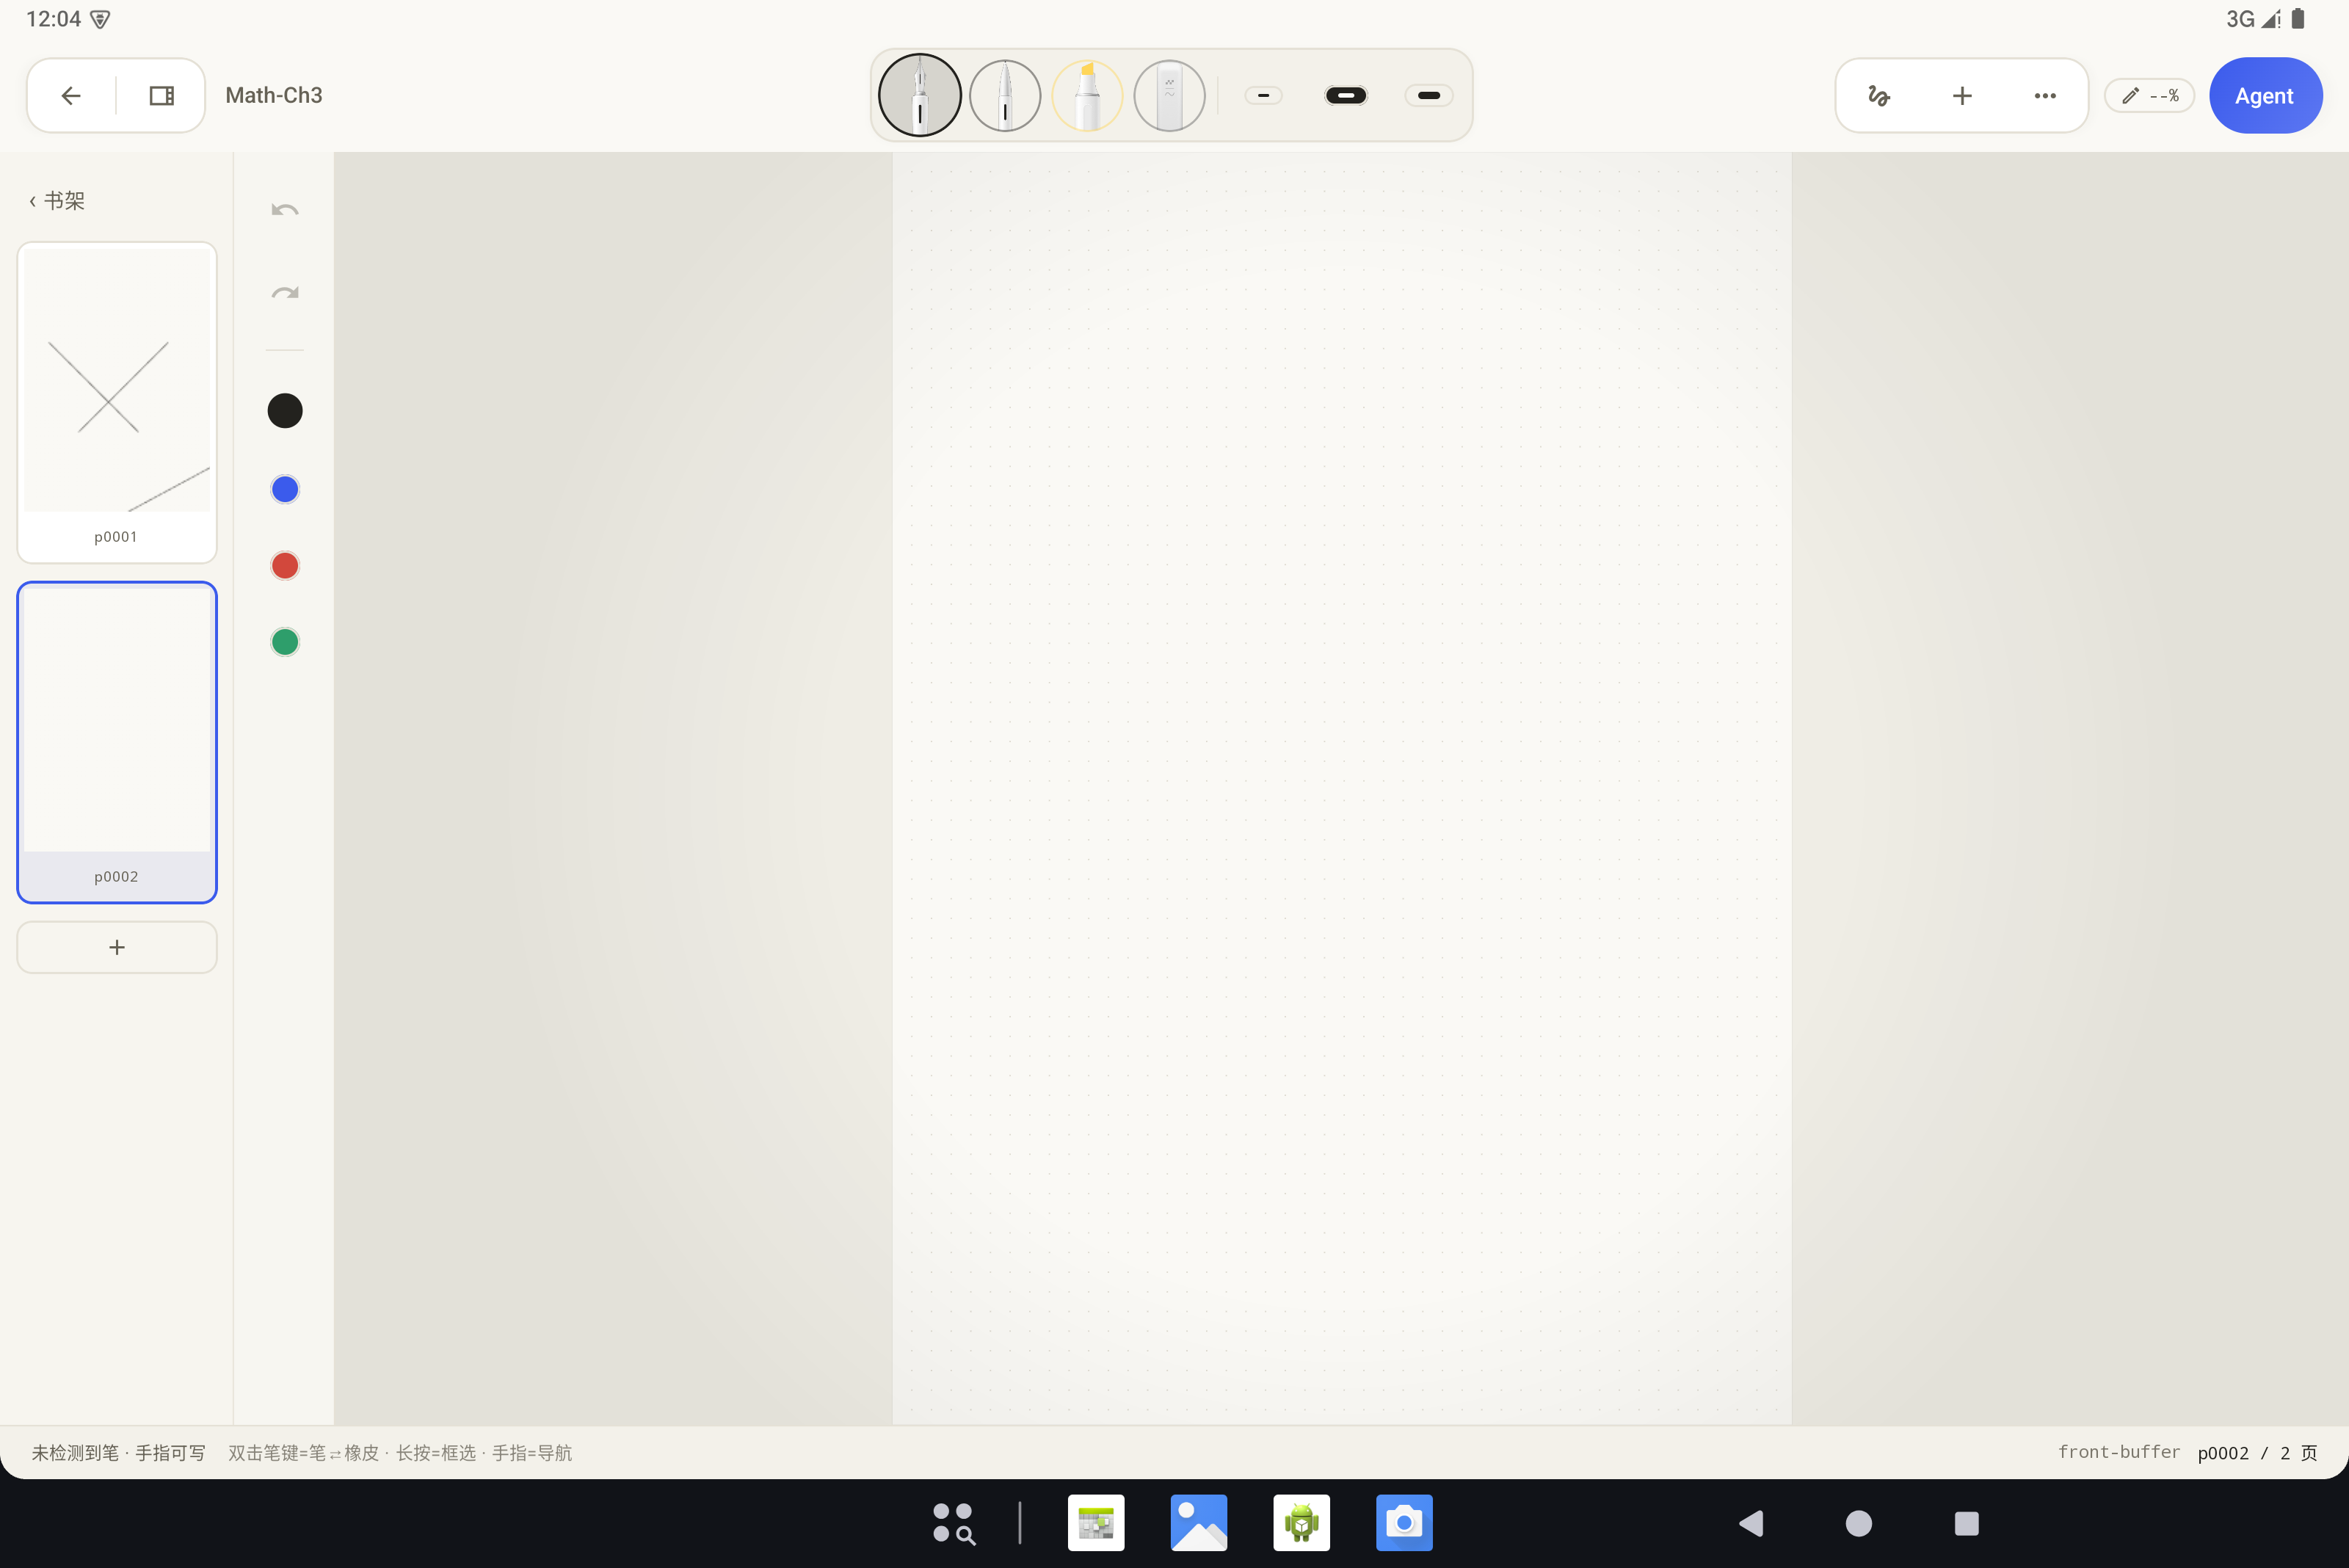 12:04
3G
Math-Ch3
--%
Agent
‹ 书架
p0001
p0002
+
未检测到笔 · 手指可写 双击笔键=笔⇄橡皮 · 长按=框选 · 手指=导航
front-buffer p0002 / 2 页